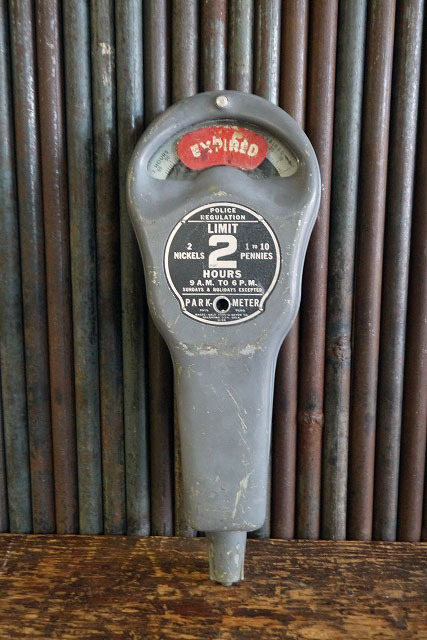 EXPIRED
POLICE
REGULATION
LIMIT
2 NICKELS 2 1 TO 10 PENNIES
HOURS
9 A.M. TO 6 P.M.
SUNDAYS & HOLIDAYS EXCEPTED
PARK-O-METER